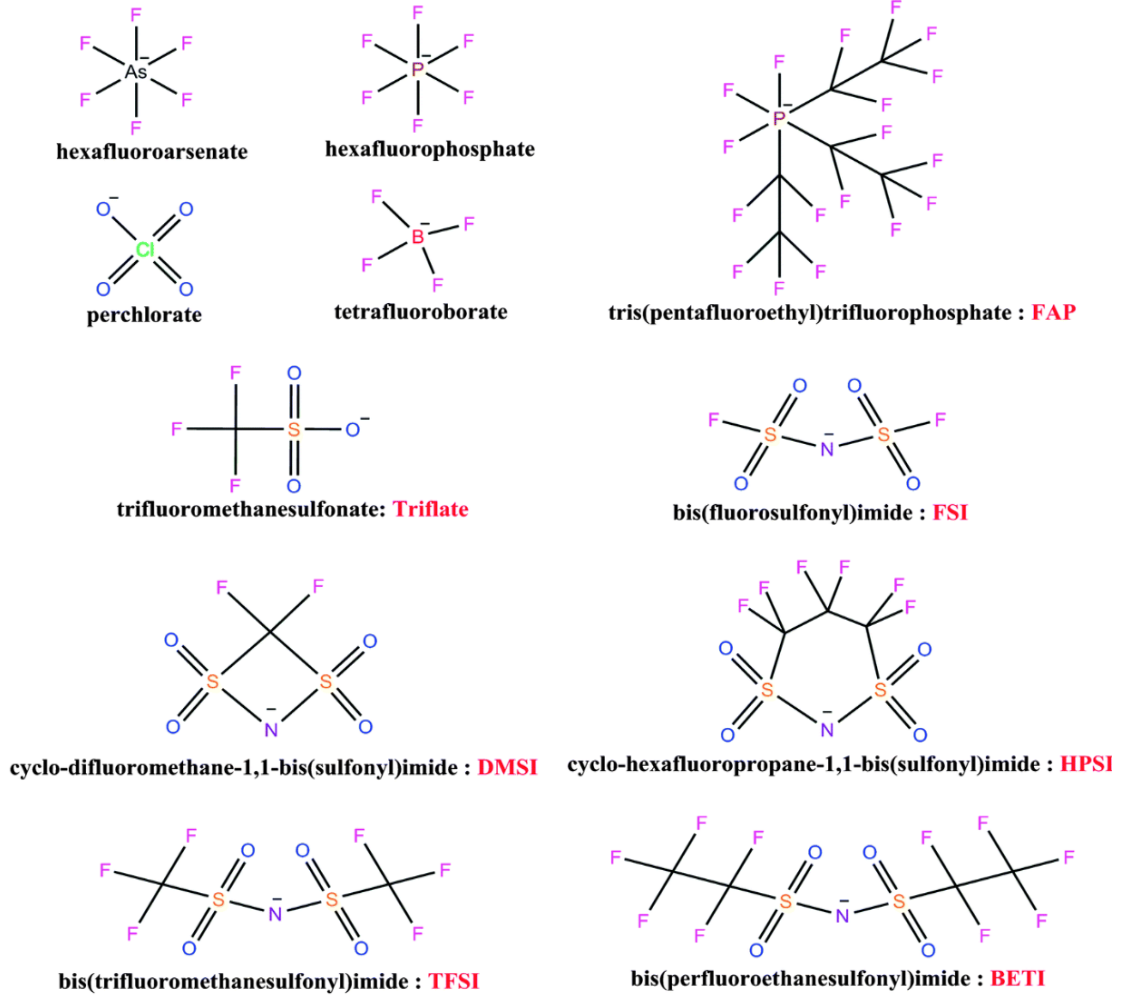 F
F F
As−
F F
F
hexafluoroarsenate
F
F F
P−
F F
F
hexafluorophosphate
F F
F F
F F F
F P− F
F F
F F
F F
F F
F F
F F F
tris(pentafluoroethyl)trifluorophosphate : FAP
O− O
Cl
O O
perchlorate
F
F
B−
F
F
tetrafluoroborate
F O
F S O−
F O
trifluoromethanesulfonate: Triflate
O O
F S N− S F
O O
bis(fluorosulfonyl)imide : FSI
F F
O O
S S
O N− O
cyclo-difluoromethane-1,1-bis(sulfonyl)imide : DMSI
F F F F
F F
O O
S S
O N− O
cyclo-hexafluoropropane-1,1-bis(sulfonyl)imide : HPSI
F O O F
F S N− S F
F O O F
bis(trifluoromethanesulfonyl)imide : TFSI
F F O O F F
F S N− S F
F F O O F F
bis(perfluoroethanesulfonyl)imide : BETI